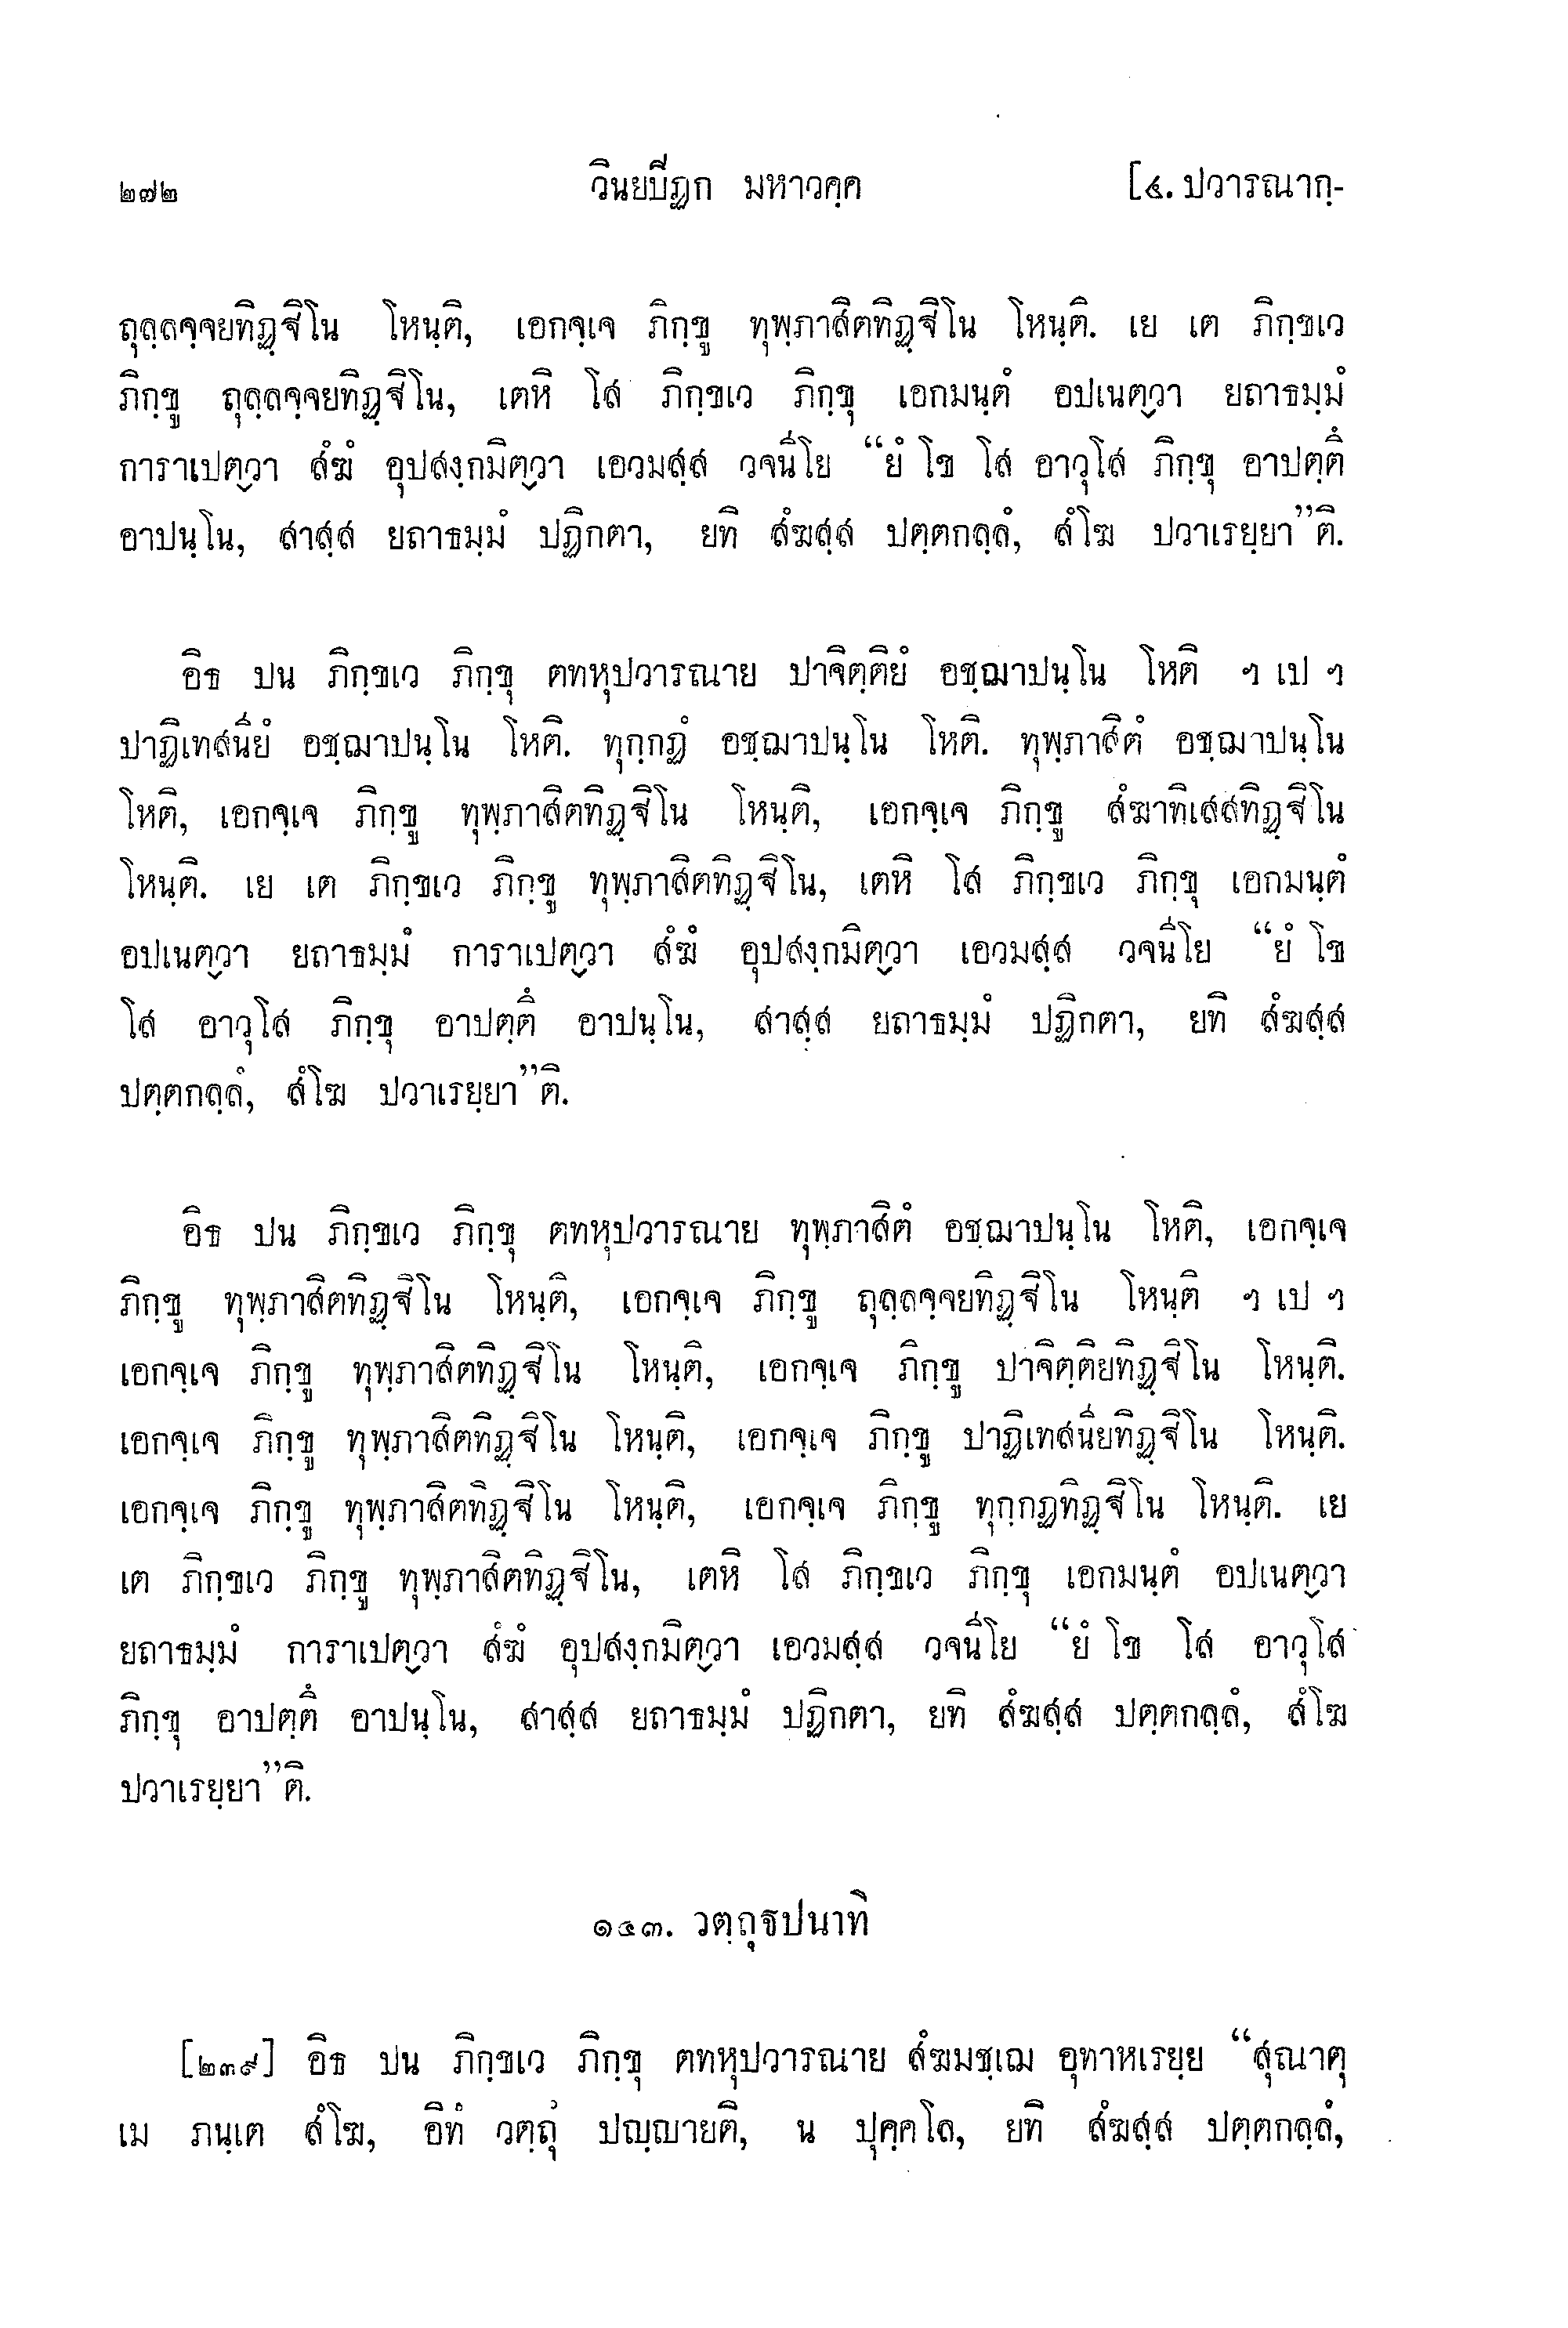 ๒๗๒ วินยปีฏก มหาวคฺค [๔. ปวารณากฺ-
ถุลฺลจฺจยทิฏฺฐิโน โหนฺติ, เอกจฺเจ ภิกฺขู ทุพฺภาสิตทิฏฺฐิโน โหนฺติ. เย เต ภิกฺขเว
ภิกฺขู ถุลฺลจฺจยทิฏฺฐิโน, เตหิ โส ภิกฺขเว ภิกฺขุ เอกมนฺตํ อปเนตฺวา ยถาธมฺมํ
การาเปตฺวา สํฆํ อุปสงฺกมิตฺวา เอวมสฺส วจนีโย “ยํ โข โส อาวุโส ภิกฺขุ อาปตฺตึ
อาปนฺโน, สาสฺส ยถาธมฺมํ ปฏิกตา, ยทิ สํฆสฺส ปตฺตกลฺลํ, สํโฆ ปวาเรยฺยา”ติ.
อิธ ปน ภิกฺขเว ภิกฺขุ ตทหุปวารณาย ปาจิตฺติยํ อชฺฌาปนฺโน โหติ ฯ เป ฯ
ปาฏิเทสนียํ อชฺฌาปนฺโน โหติ. ทุกฺกฏํ อชฺฌาปนฺโน โหติ. ทุพฺภาสิตํ อชฺฌาปนฺโน
โหติ, เอกจฺเจ ภิกฺขู ทุพฺภาสิตทิฏฺฐิโน โหนฺติ, เอกจฺเจ ภิกฺขู สํฆาทิเสสทิฏฺฐิโน
โหนฺติ. เย เต ภิกฺขเว ภิกฺขู ทุพฺภาสิตทิฏฺฐิโน, เตหิ โส ภิกฺขเว ภิกฺขุ เอกมนฺตํ
อปเนตฺวา ยถาธมฺมํ การาเปตฺวา สํฆํ อุปสงฺกมิตฺวา เอวมสฺส วจนีโย “ยํ โข
โส อาวุโส ภิกฺขุ อาปตฺตึ อาปนฺโน, สาสฺส ยถาธมฺมํ ปฏิกตา, ยทิ สํฆสฺส
ปตฺตกลฺลํ, สํโฆ ปวาเรยฺยา”ติ.
อิธ ปน ภิกฺขเว ภิกฺขุ ตทหุปวารณาย ทุพฺภาสิตํ อชฺฌาปนฺโน โหติ, เอกจฺเจ
ภิกฺขู ทุพฺภาสิตทิฏฺฐิโน โหนฺติ, เอกจฺเจ ภิกฺขู ถุลฺลจฺจยทิฏฺฐิโน โหนฺติ ฯ เป ฯ
เอกจฺเจ ภิกฺขู ทุพฺภาสิตทิฏฺฐิโน โหนฺติ, เอกจฺเจ ภิกฺขู ปาจิตฺติยทิฏฺฐิโน โหนฺติ.
เอกจฺเจ ภิกฺขู ทุพฺภาสิตทิฏฺฐิโน โหนฺติ, เอกจฺเจ ภิกฺขู ปาฏิเทสนียทิฏฺฐิโน โหนฺติ.
เอกจฺเจ ภิกฺขู ทุพฺภาสิตทิฏฺฐิโน โหนฺติ, เอกจฺเจ ภิกฺขู ทุกฺกฏทิฏฺฐิโน โหนฺติ. เย
เต ภิกฺขเว ภิกฺขู ทุพฺภาสิตทิฏฺฐิโน, เตหิ โส ภิกฺขเว ภิกฺขุ เอกมนฺตํ อปเนตฺวา
ยถาธมฺมํ การาเปตฺวา สํฆํ อุปสงฺกมิตฺวา เอวมสฺส วจนีโย “ยํ โข โส อาวุโส
ภิกฺขุ อาปตฺตึ อาปนฺโน, สาสฺส ยถาธมฺมํ ปฏิกตา, ยทิ สํฆสฺส ปตฺตกลฺลํ, สํโฆ
ปวาเรยฺยา”ติ.
๑๔๓. วตฺถุฐปนาทิ
[๒๓๙] อิธ ปน ภิกฺขเว ภิกฺขุ ตทหุปวารณาย สํฆมชฺเฌ อุทาหเรยฺย “สุณาตุ
เม ภนฺเต สํโฆ, อิทํ วตฺถุํ ปญฺญายติ, น ปุคฺคโล, ยทิ สํฆสฺส ปตฺตกลฺลํ,